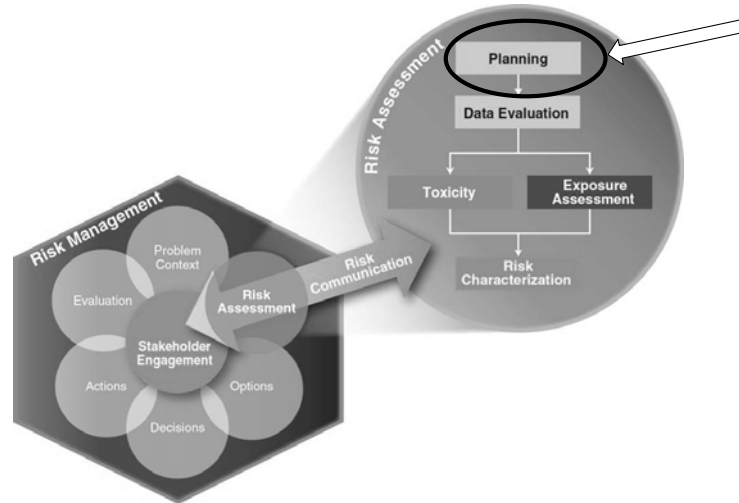 Risk Assessment
Planning
Data Evaluation
Toxicity
Exposure
Assessment
Risk
Characterization
Risk
Communication
Risk Management
Problem
Context
Evaluation
Risk
Assessment
Stakeholder
Engagement
Actions
Options
Decisions